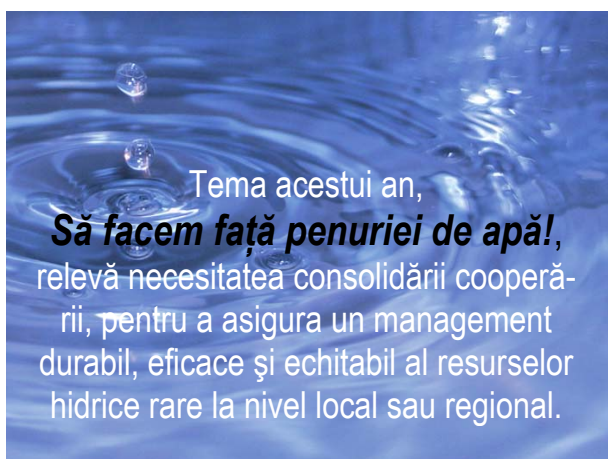 Tema acestui an,
Să facem faţă penuriei de apă!,
relevă necesitatea consolidării cooperă-
rii, pentru a asigura un management
durabil, eficace şi echitabil al resurselor
hidrice rare la nivel local sau regional.